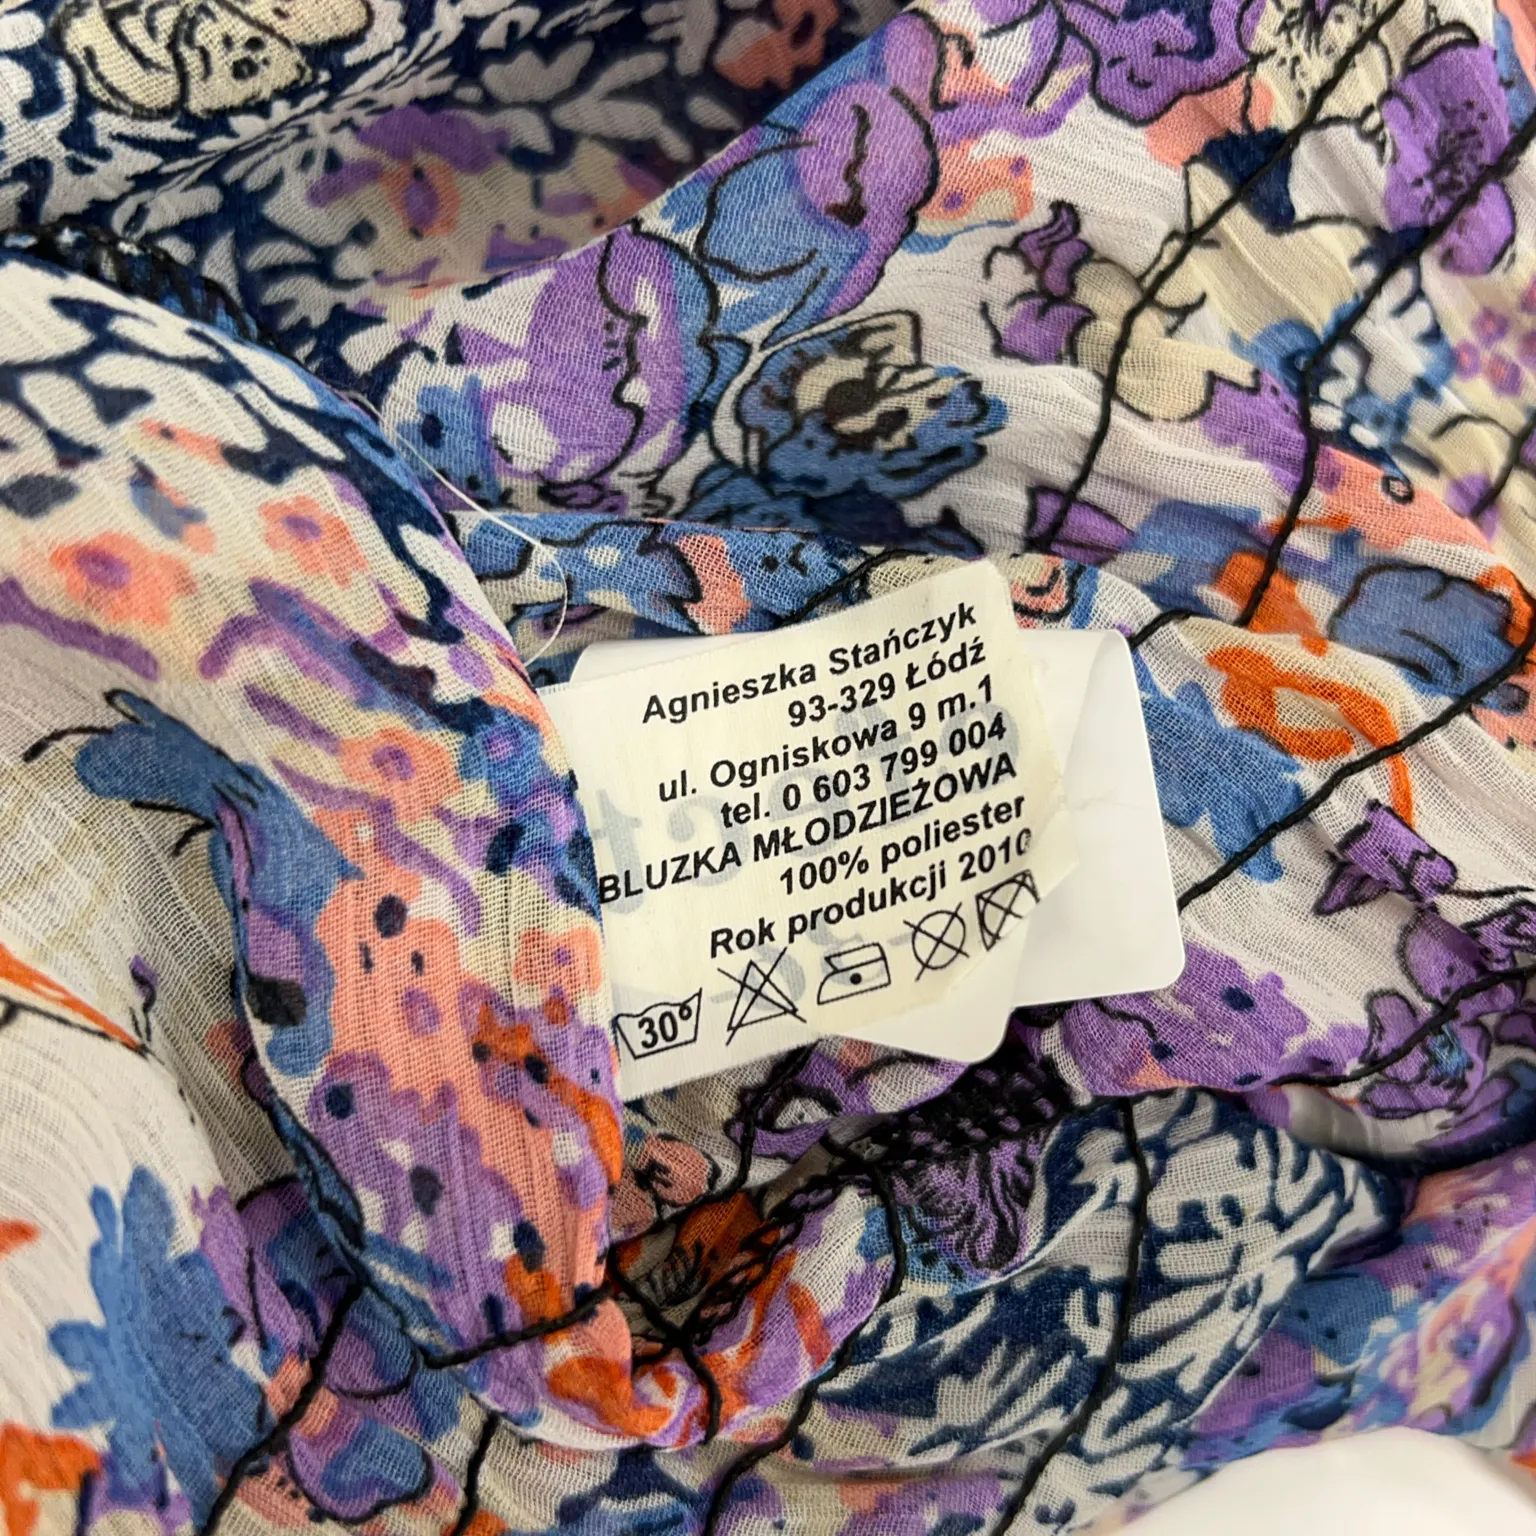 Agnieszka Stańczyk
93-329 Łódź
ul. Ogniskowa 9 m.1
tel. 0 603 799 004
BLUZKA MŁODZIEŻOWA
100% poliester
Rok produkcji 2010
30°